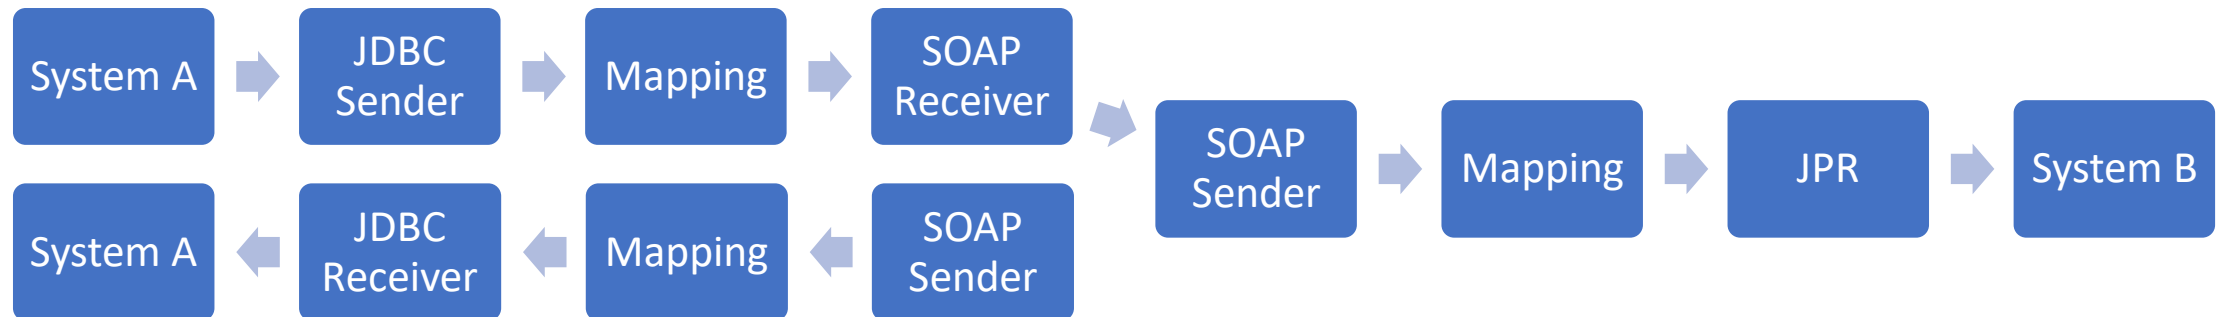 System A
JDBC
Sender
Mapping
SOAP
Receiver
SOAP
Sender
Mapping
JPR
System B
System A
JDBC
Receiver
Mapping
SOAP
Sender